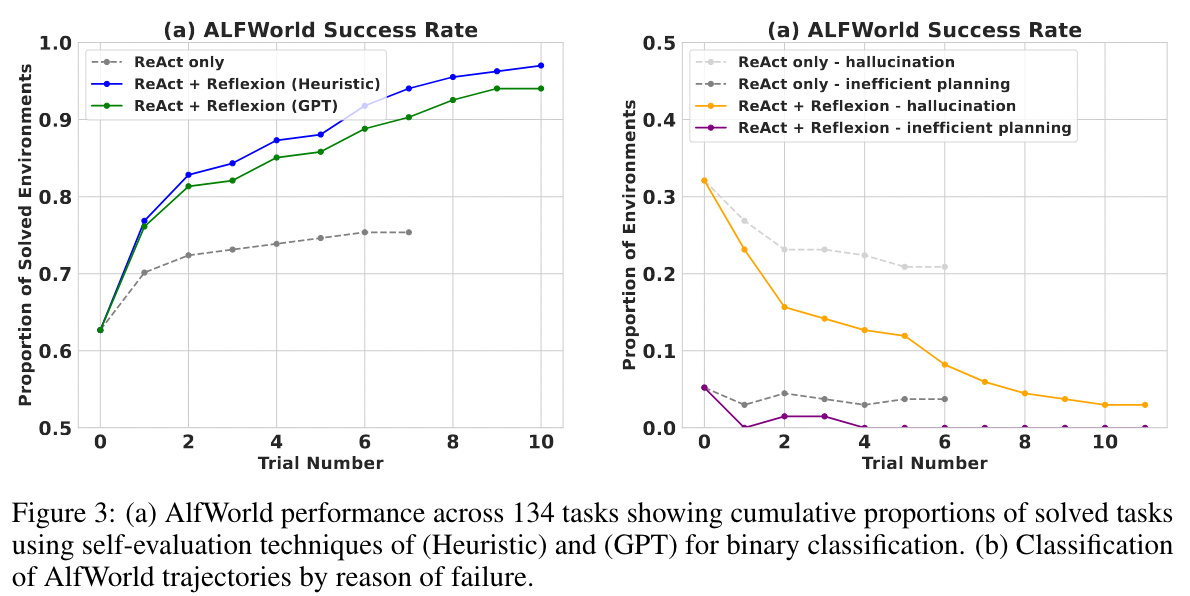 (a) ALFWorld Success Rate
1.0
0.9
0.8
0.7
0.6
0.5
Proportion of Solved Environments
ReAct only
ReAct + Reflexion (Heuristic)
ReAct + Reflexion (GPT)
0 2 4 6 8 10
Trial Number
(a) ALFWorld Success Rate
0.5
0.4
0.3
0.2
0.1
0.0
Proportion of Environments
ReAct only - hallucination
ReAct only - inefficient planning
ReAct + Reflexion - hallucination
ReAct + Reflexion - inefficient planning
0 2 4 6 8 10
Trial Number
Figure 3: (a) AlfWorld performance across 134 tasks showing cumulative proportions of solved tasks
using self-evaluation techniques of (Heuristic) and (GPT) for binary classification. (b) Classification
of AlfWorld trajectories by reason of failure.